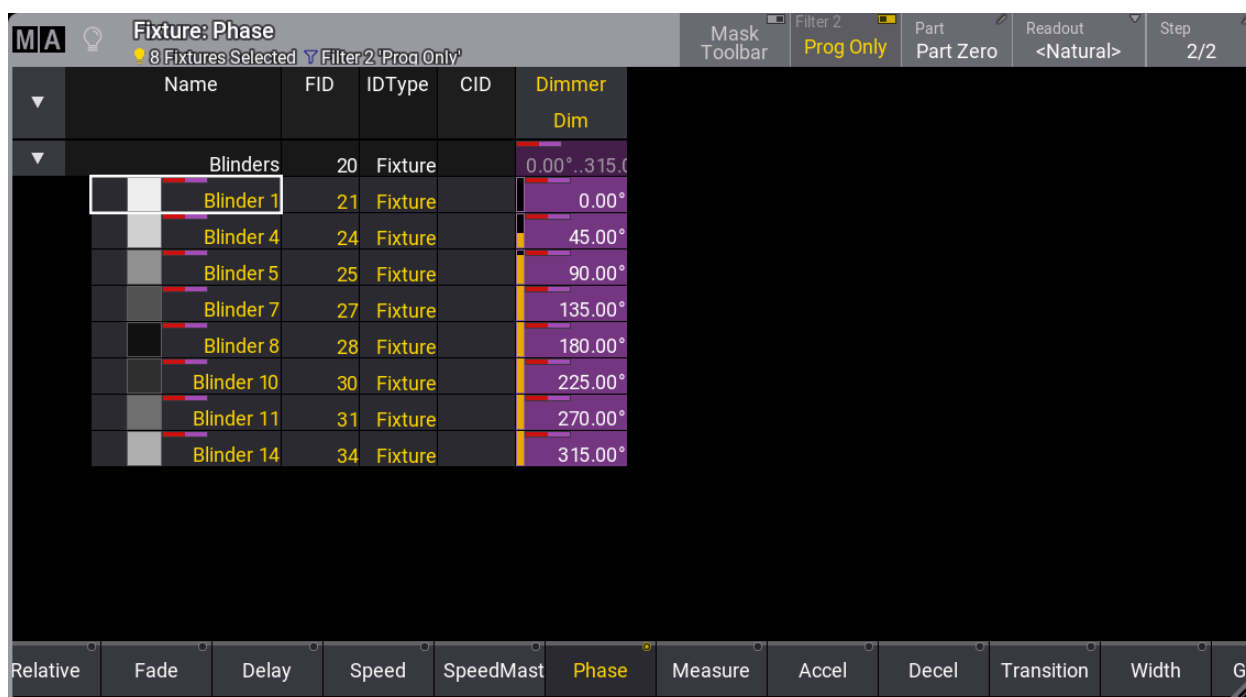 MA Fixture: Phase
8 Fixtures Selected Filter 2 'Prog Only'
Mask Toolbar
Filter 2
Prog Only
Part
Part Zero
Readout
<Natural>
Step
2/2
Name FID IDType CID Dimmer
Dim
Blinders 20 Fixture 0.00°..315.0
Blinder 1 21 Fixture 0.00°
Blinder 4 24 Fixture 45.00°
Blinder 5 25 Fixture 90.00°
Blinder 7 27 Fixture 135.00°
Blinder 8 28 Fixture 180.00°
Blinder 10 30 Fixture 225.00°
Blinder 11 31 Fixture 270.00°
Blinder 14 34 Fixture 315.00°
Relative Fade Delay Speed SpeedMast Phase Measure Accel Decel Transition Width G